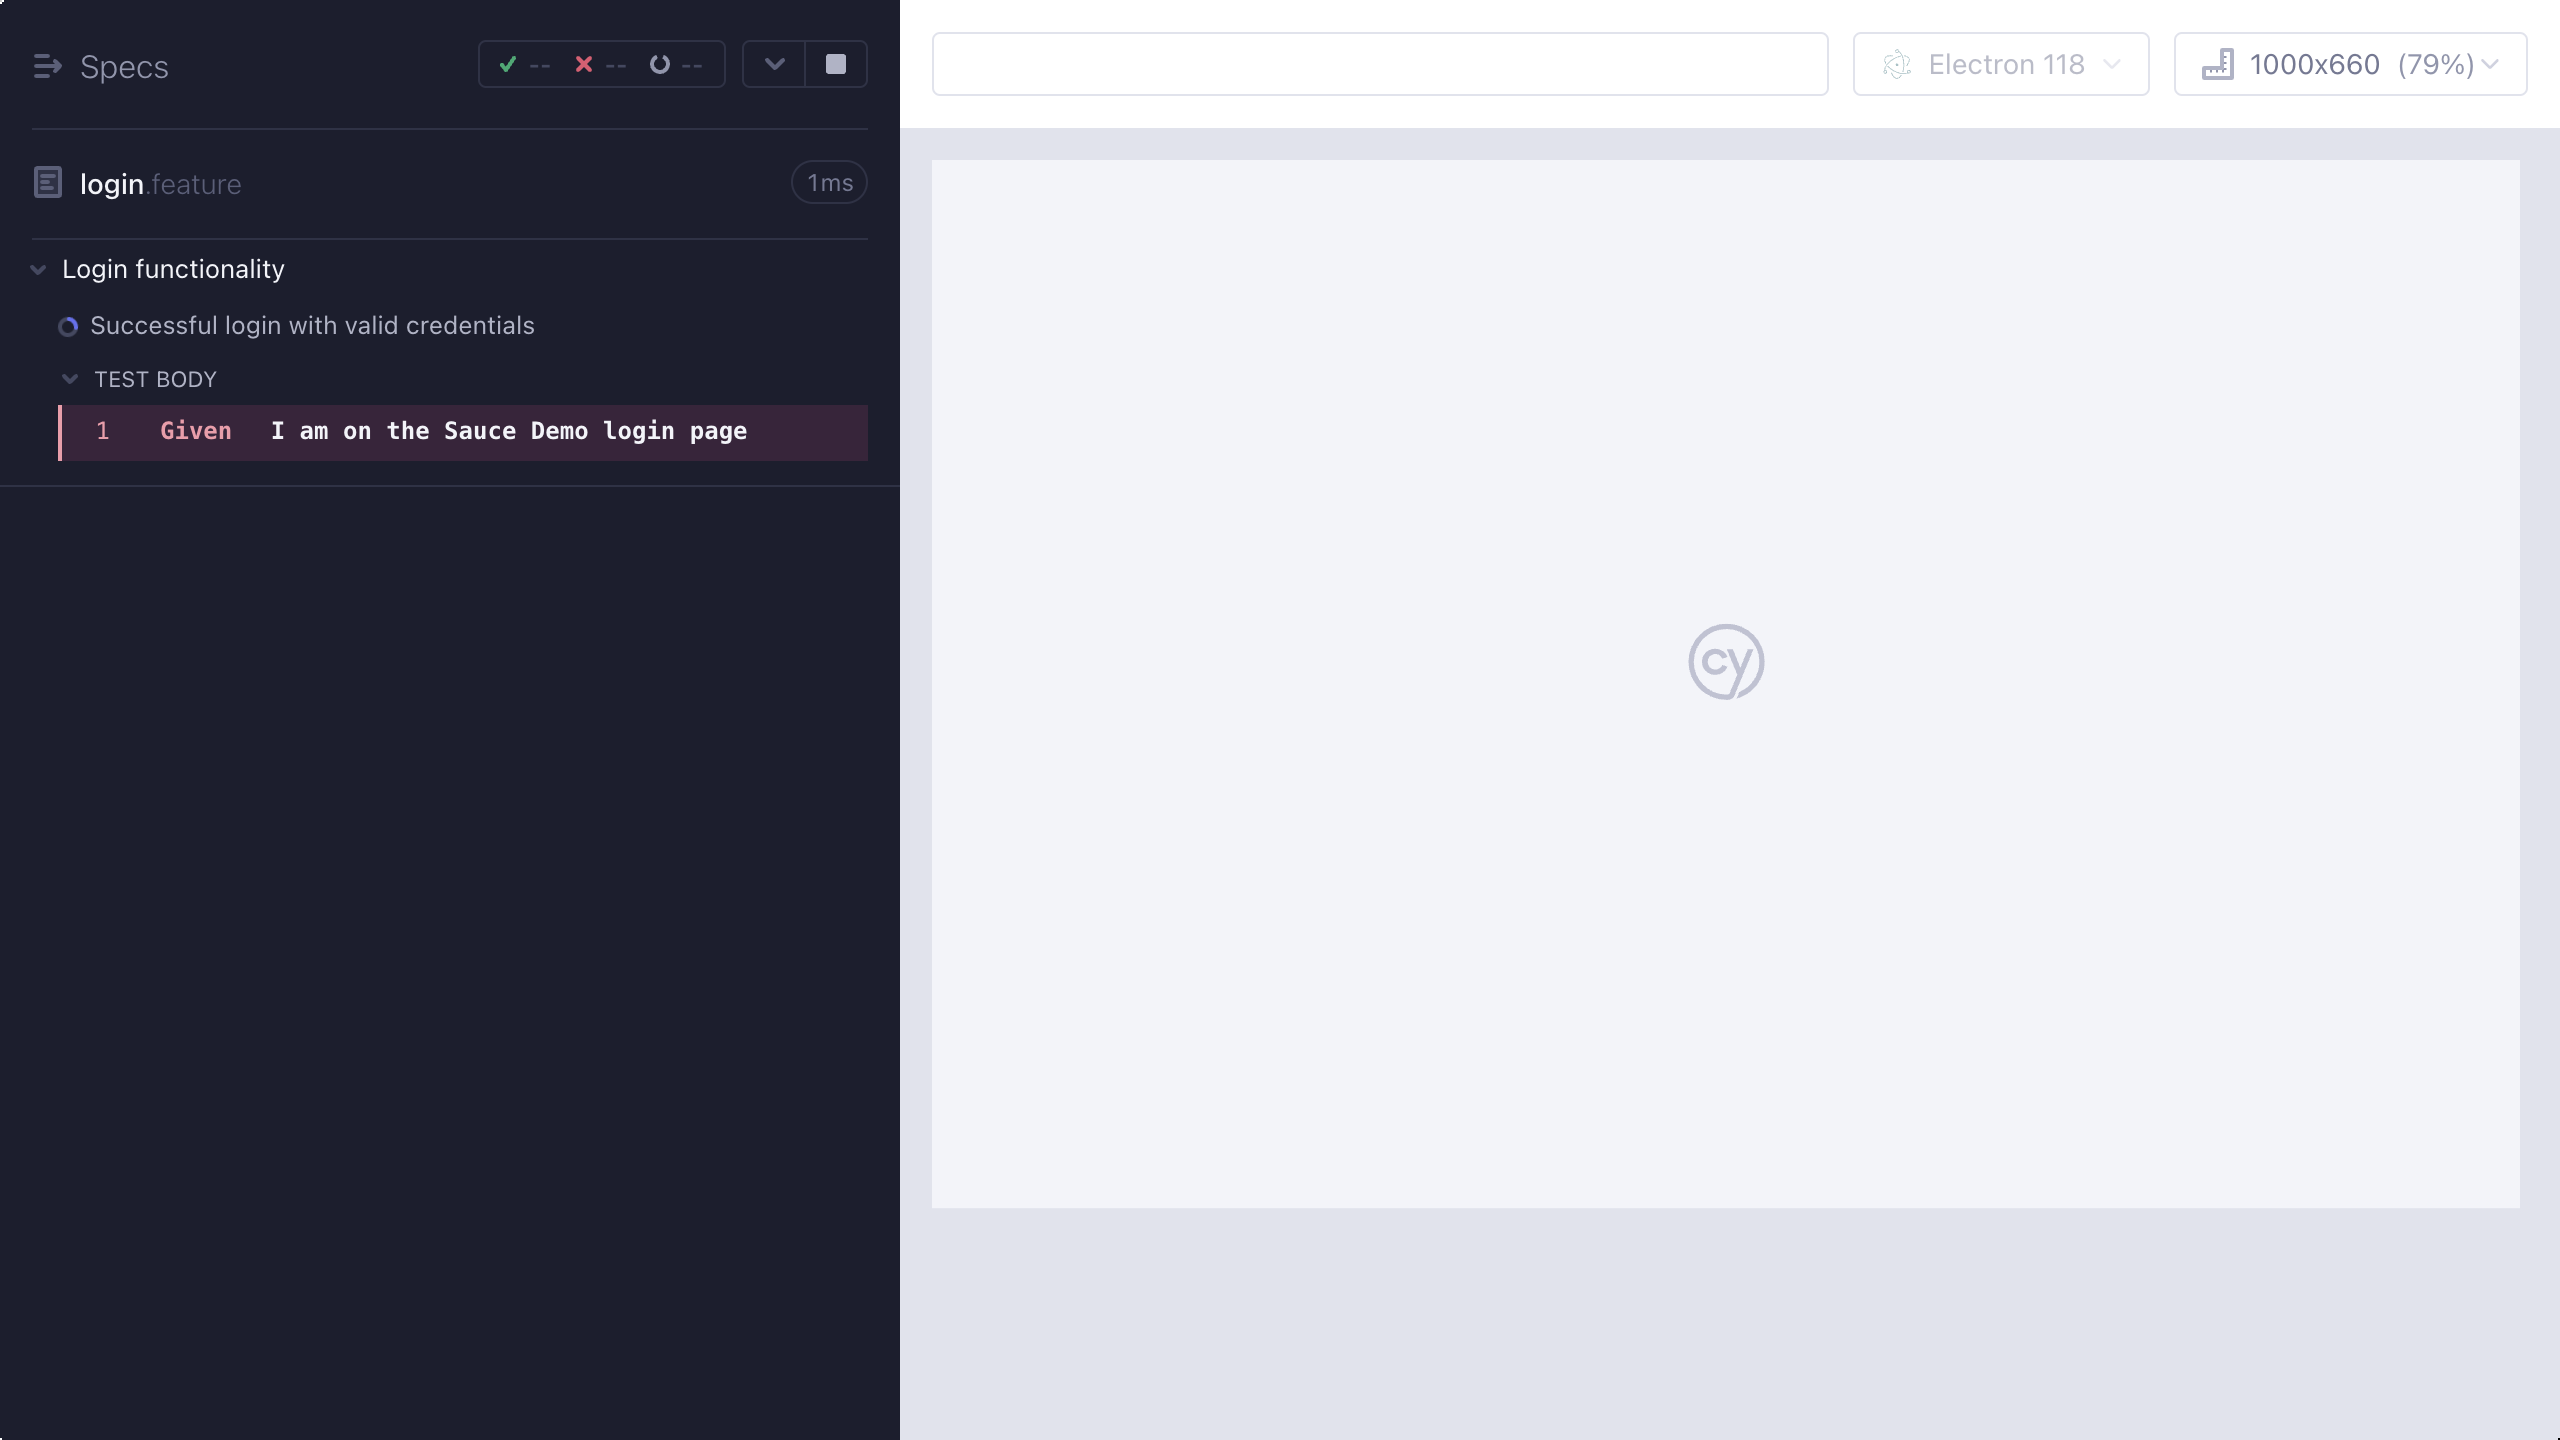 Specs
-- -- --
login.feature
1ms
Login functionality
Successful login with valid credentials
TEST BODY
1 Given I am on the Sauce Demo login page
Electron 118
1000x660 (79%)
cy